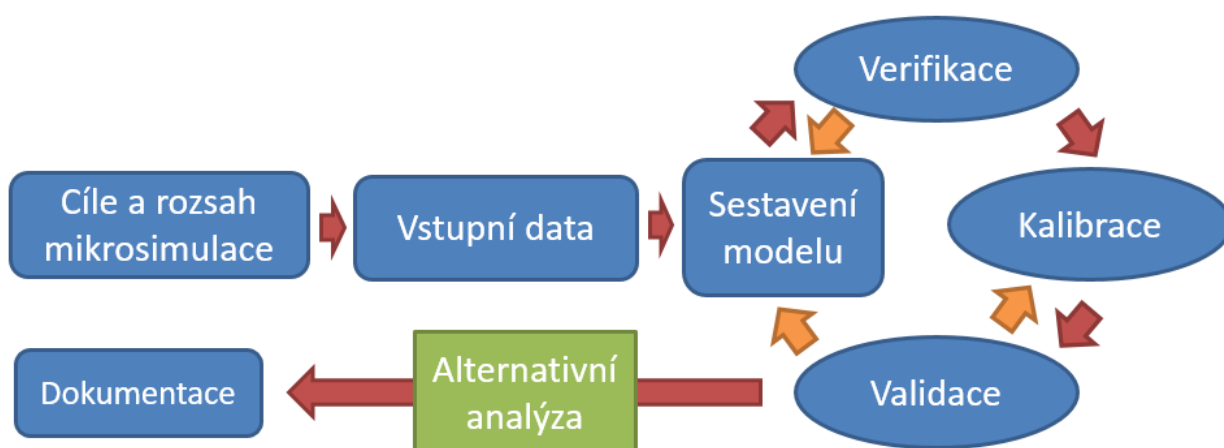 Verifikace
Cíle a rozsah
mikrosimulace
Vstupní data
Sestavení
modelu
Kalibrace
Dokumentace
Alternativní
analýza
Validace